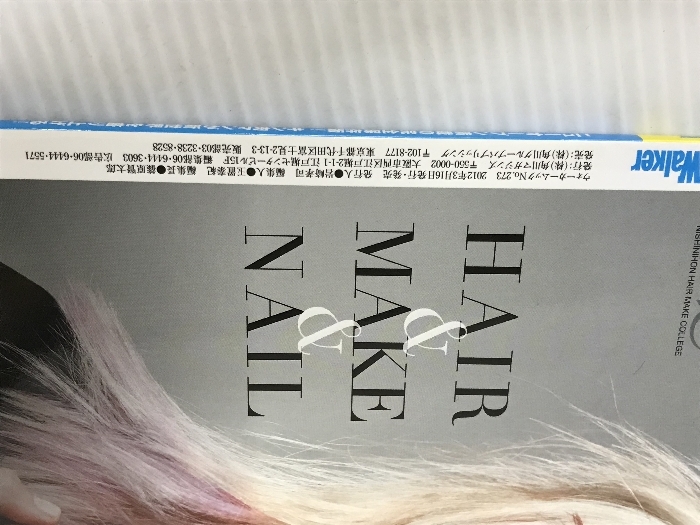 Walker
ウォーカームックNo.273 2012年3月16日発行・発売 発行人●岩崎孝司 編集人●玉置泰紀 編集長●篠原賢太郎
発行:(株)角川マガジンズ 〒550-0002 大阪市西区江戸堀1-2-1 江戸堀センタービル15F 編集部06-6444-3603 広告部06-6444-5571
発売:(株)角川グループパブリッシング 〒102-8177 東京都千代田区富士見2-13-3 販売部03-3238-8528
NISHINIHON HAIR MAKE COLLEGE
HAIR
&
MAKE
&
NAIL